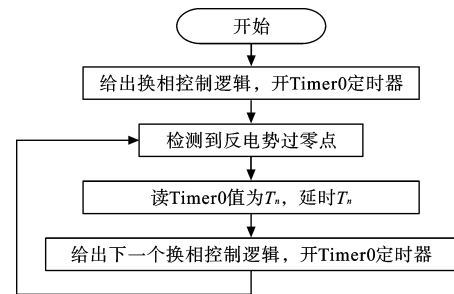 开始
给出换相控制逻辑，开Timer0定时器
检测到反电势过零点
读Timer0值为Tₙ，延时Tₙ
给出下一个换相控制逻辑，开Timer0定时器